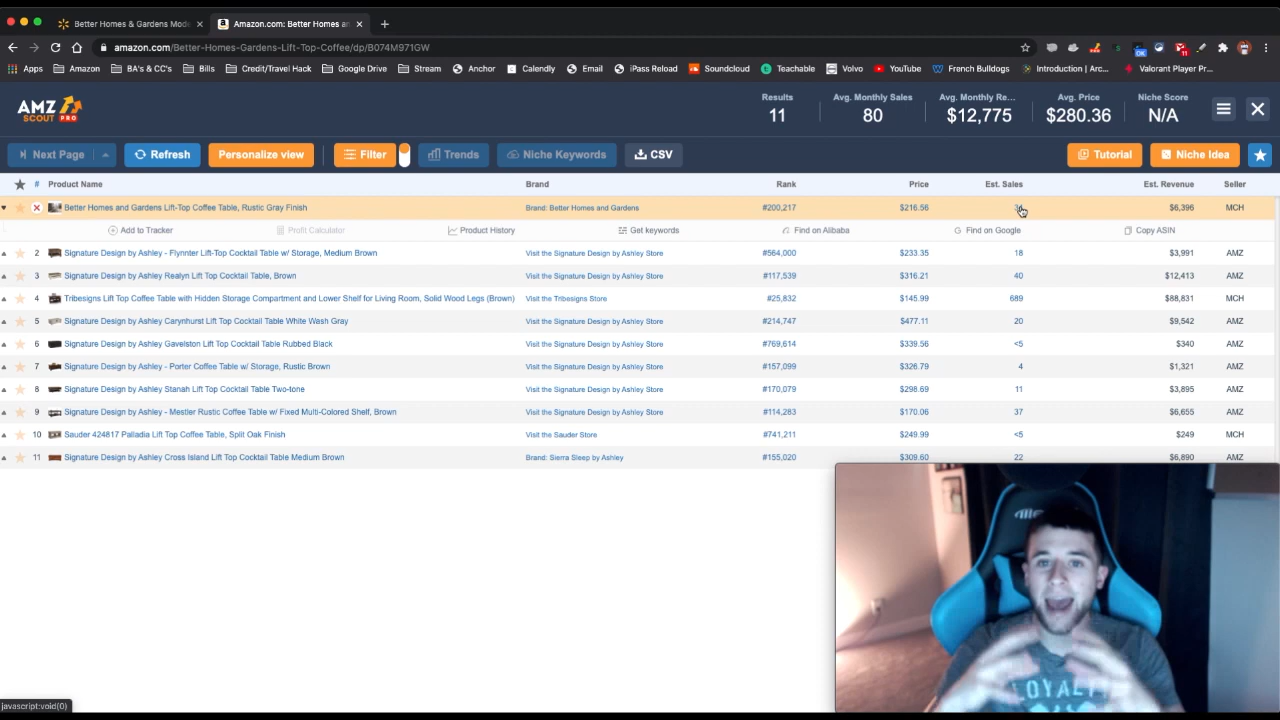 Better Homes & Gardens Mode
Amazon.com: Better Homes an
amazon.com/Better-Homes-Gardens-Lift-Top-Coffee/dp/B074M971GW
Apps Amazon BA's & CC's Bills Credit/Travel Hack Google Drive Stream Anchor Calendly Email iPass Reload Soundcloud Teachable Volvo YouTube French Bulldogs Introduction | Arc... Valorant Player Pr...
AMZ SCOUT PRO
Results 11
Avg. Monthly Sales 80
Avg. Monthly Re... $12,775
Avg. Price $280.36
Niche Score N/A
Next Page Refresh Personalize view Filter Trends Niche Keywords CSV Tutorial Niche Idea
# Product Name Brand Rank Price Est. Sales Est. Revenue Seller
Better Homes and Gardens Lift-Top Coffee Table, Rustic Gray Finish Brand: Better Homes and Gardens #200,217 $216.56 $6,396 MCH
Add to Tracker Profit Calculator Product History Get keywords Find on Alibaba Find on Google Copy ASIN
2 Signature Design by Ashley - Flynnter Lift-Top Cocktail Table w/ Storage, Medium Brown Visit the Signature Design by Ashley Store #564,000 $233.35 18 $3,991 AMZ
3 Signature Design by Ashley Realyn Lift Top Cocktail Table, Brown Visit the Signature Design by Ashley Store #117,539 $316.21 40 $12,413 AMZ
4 Tribesigns Lift Top Coffee Table with Hidden Storage Compartment and Lower Shelf for Living Room, Solid Wood Legs (Brown) Visit the Tribesigns Store #25,832 $145.99 689 $88,831 MCH
5 Signature Design by Ashley Carynhurst Lift Top Cocktail Table White Wash Gray Visit the Signature Design by Ashley Store #214,747 $477.11 20 $9,542 AMZ
6 Signature Design by Ashley Gavelston Lift Top Cocktail Table Rubbed Black Visit the Signature Design by Ashley Store #769,614 $339.56 <5 $340 AMZ
7 Signature Design by Ashley - Porter Coffee Table w/ Storage, Rustic Brown Visit the Signature Design by Ashley Store #157,099 $326.79 4 $1,321 AMZ
8 Signature Design by Ashley Stanah Lift Top Cocktail Table Two-tone Visit the Signature Design by Ashley Store #170,079 $298.69 11 $3,895 AMZ
9 Signature Design by Ashley - Mestler Rustic Coffee Table w/ Fixed Multi-Colored Shelf, Brown Visit the Signature Design by Ashley Store #114,283 $170.06 37 $6,655 AMZ
10 Sauder 424817 Palladia Lift Top Coffee Table, Split Oak Finish Visit the Sauder Store #741,211 $249.99 <5 $249 MCH
11 Signature Design by Ashley Cross Island Lift Top Cocktail Table Medium Brown Brand: Sierra Sleep by Ashley #155,020 $309.60 22 $6,890 AMZ
LOYALT
javascript:void(0)